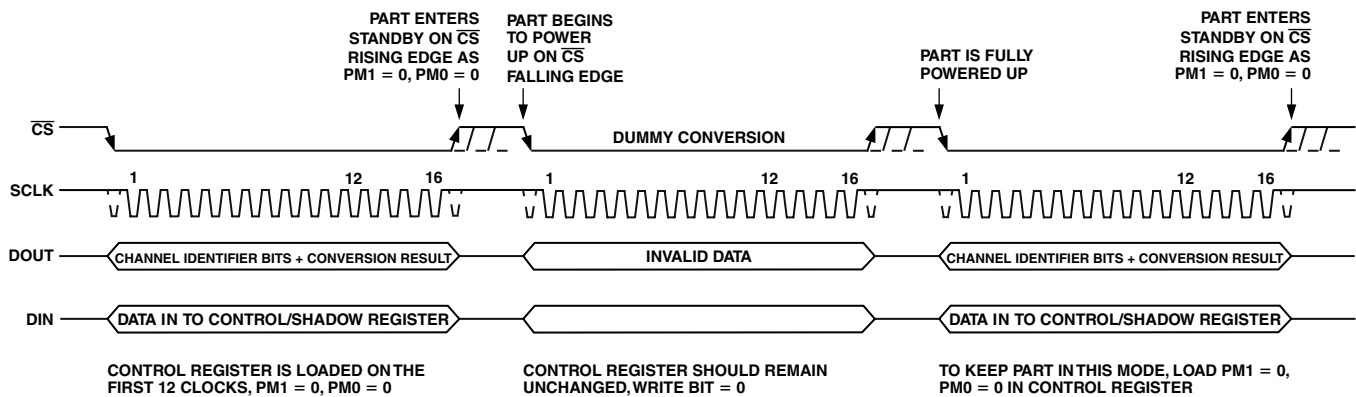 PART ENTERS
STANDBY ON CS
RISING EDGE AS
PM1 = 0, PM0 = 0
PART BEGINS
TO POWER
UP ON CS
FALLING EDGE
PART IS FULLY
POWERED UP
PART ENTERS
STANDBY ON CS
RISING EDGE AS
PM1 = 0, PM0 = 0
CS
DUMMY CONVERSION
SCLK
1 12 16
1 12 16
1 12 16
DOUT
CHANNEL IDENTIFIER BITS + CONVERSION RESULT
INVALID DATA
CHANNEL IDENTIFIER BITS + CONVERSION RESULT
DIN
DATA IN TO CONTROL/SHADOW REGISTER
DATA IN TO CONTROL/SHADOW REGISTER
CONTROL REGISTER IS LOADED ON THE
FIRST 12 CLOCKS, PM1 = 0, PM0 = 0
CONTROL REGISTER SHOULD REMAIN
UNCHANGED, WRITE BIT = 0
TO KEEP PART IN THIS MODE, LOAD PM1 = 0,
PM0 = 0 IN CONTROL REGISTER